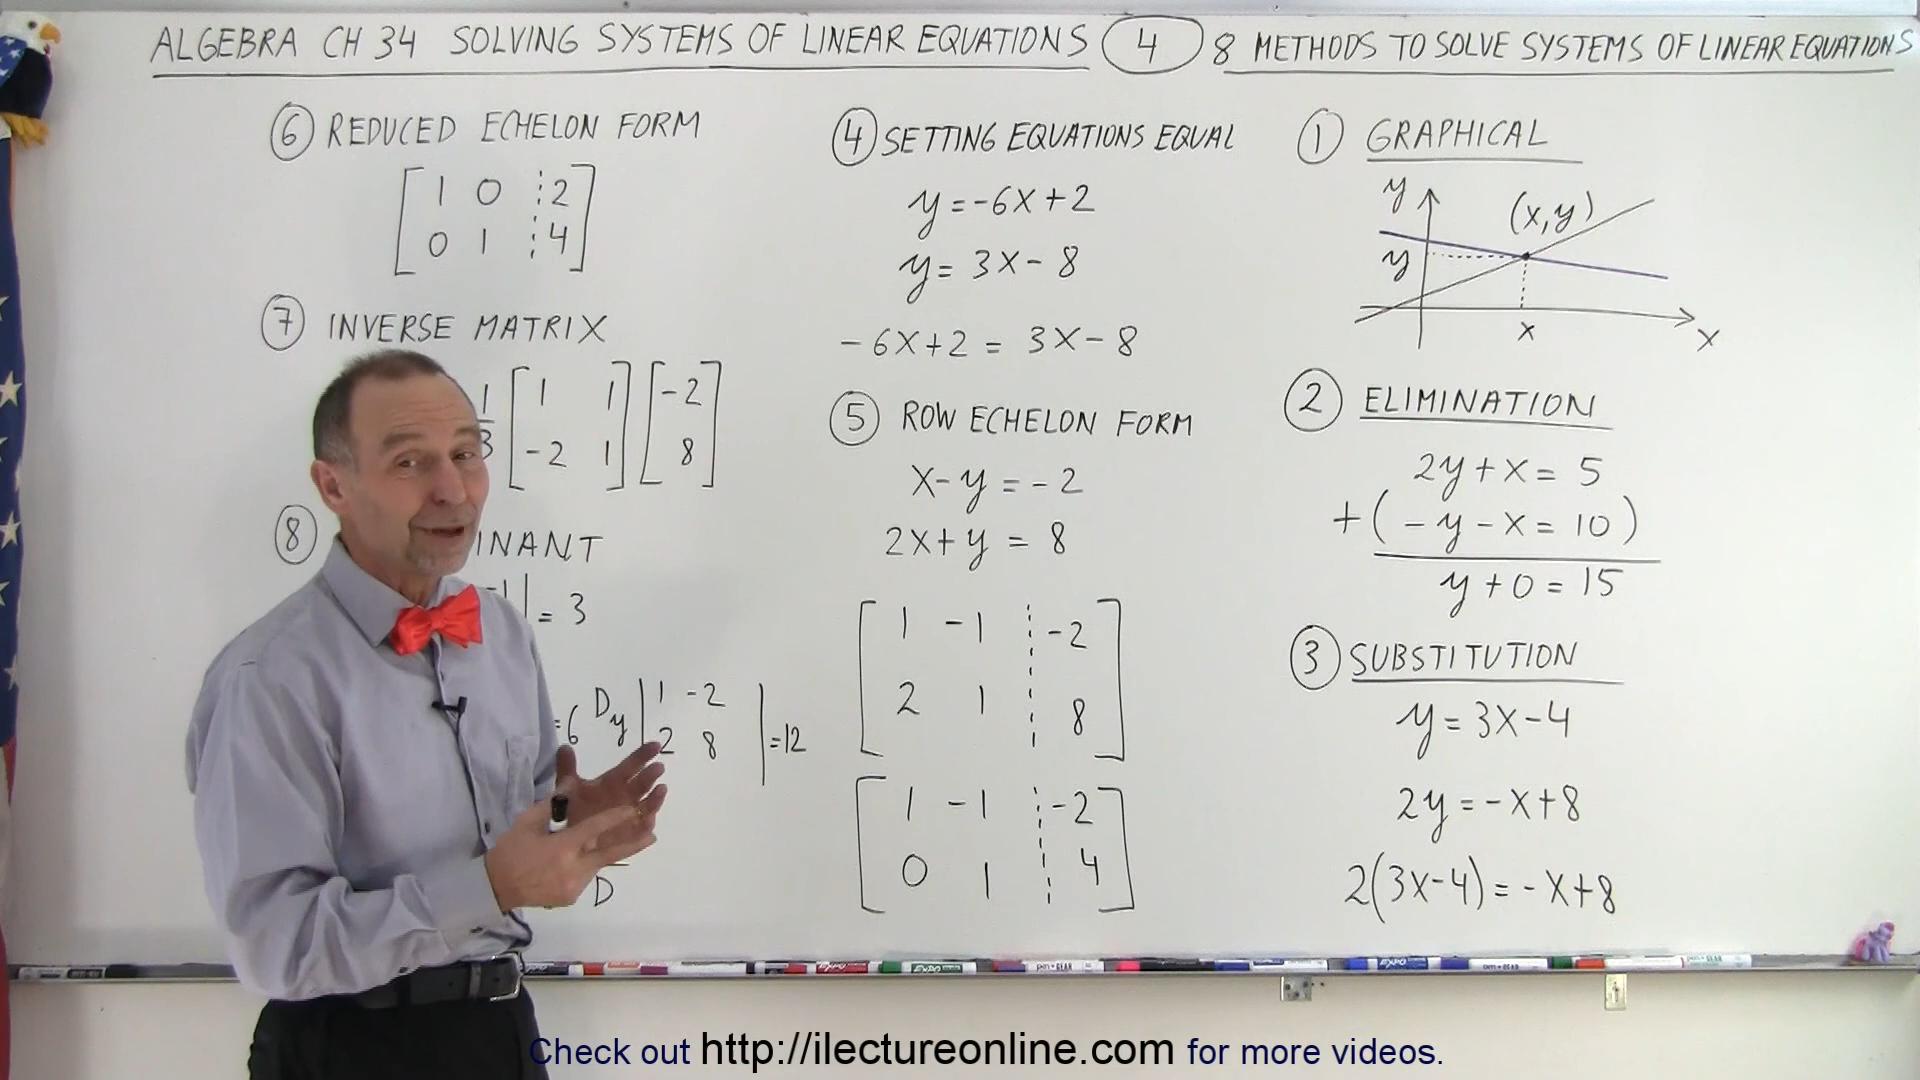 ALGEBRA CH 34 SOLVING SYSTEMS OF LINEAR EQUATIONS 4 8 METHODS TO SOLVE SYSTEMS OF LINEAR EQUATIONS
6 REDUCED ECHELON FORM
1 0 2
0 1 4
7 INVERSE MATRIX
1/3 [1 1] [-2]
[-2 1] [8]
8 INANT
-1| = 3
=6 Dy |1 -2| =12
2 8
D
4 SETTING EQUATIONS EQUAL
y = -6x + 2
y = 3x - 8
-6x + 2 = 3x - 8
5 ROW ECHELON FORM
x - y = -2
2x + y = 8
1 -1 -2
2 1 8
1 -1 -2
0 1 4
1 GRAPHICAL
y
(x,y)
y
x
x
2 ELIMINATION
2y + x = 5
+ (-y - x = 10)
y + 0 = 15
3 SUBSTITUTION
y = 3x - 4
2y = -x + 8
2(3x - 4) = -x + 8
Check out http://ilectureonline.com for more videos.